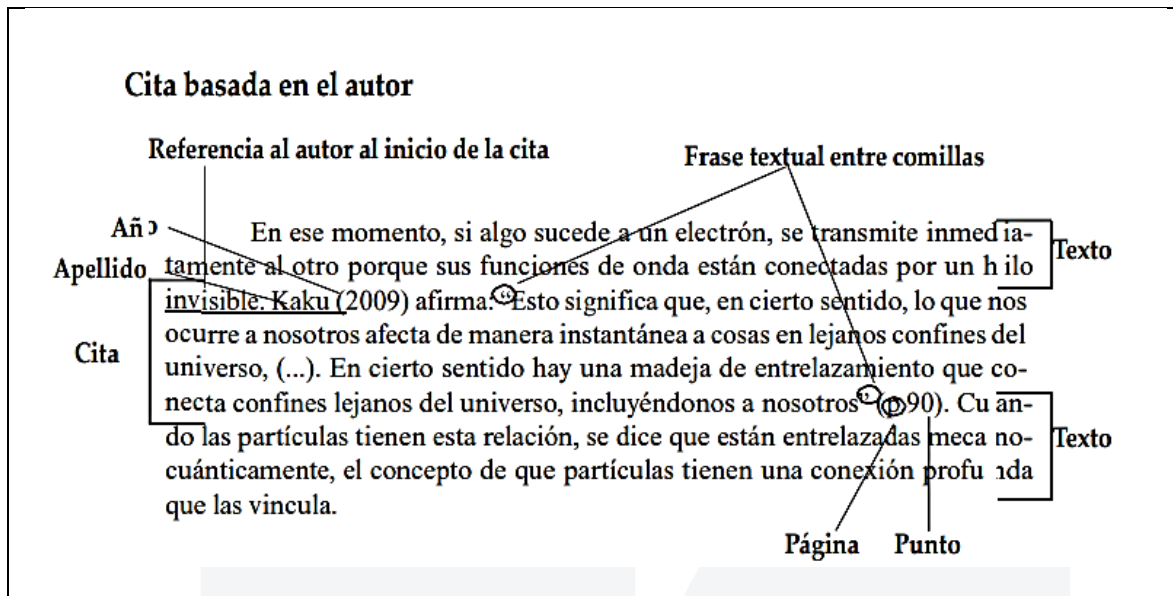 Cita basada en el autor
Referencia al autor al inicio de la cita
Frase textual entre comillas
Año
En ese momento, si algo sucede a un electrón, se transmite inmedia-
Texto
Apellido
tamente al otro porque sus funciones de onda están conectadas por un hilo
invisible. Kaku (2009) afirma: “Esto significa que, en cierto sentido, lo que nos
ocurre a nosotros afecta de manera instantánea a cosas en lejanos confines del
Cita
universo, (...). En cierto sentido hay una madeja de entrelazamiento que co-
necta confines lejanos del universo, incluyéndonos a nosotros” (p.90). Cuan-
do las partículas tienen esta relación, se dice que están entrelazadas mecano-
Texto
cuánticamente, el concepto de que partículas tienen una conexión profunda
que las vincula.
Página
Punto